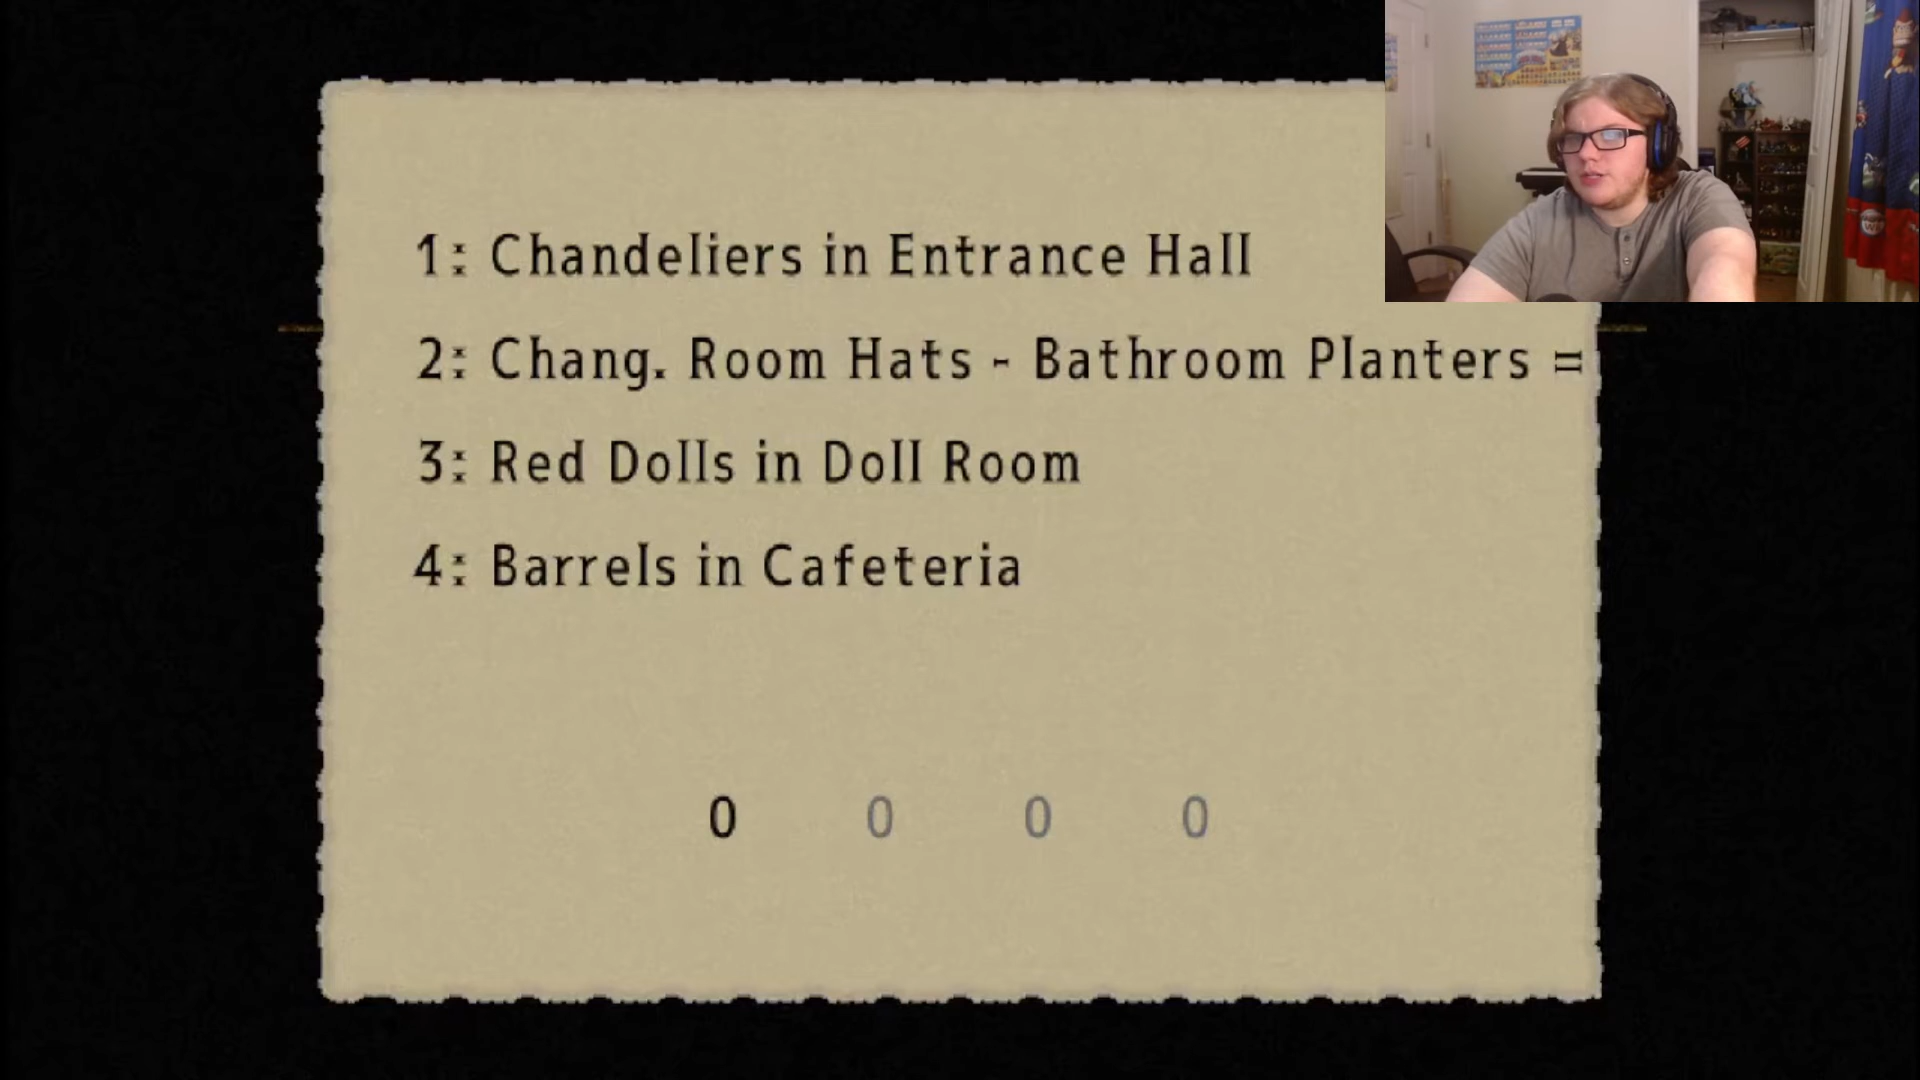 1: Chandeliers in Entrance Hall
2: Chang. Room Hats - Bathroom Planters =
3: Red Dolls in Doll Room
4: Barrels in Cafeteria
0 0 0 0